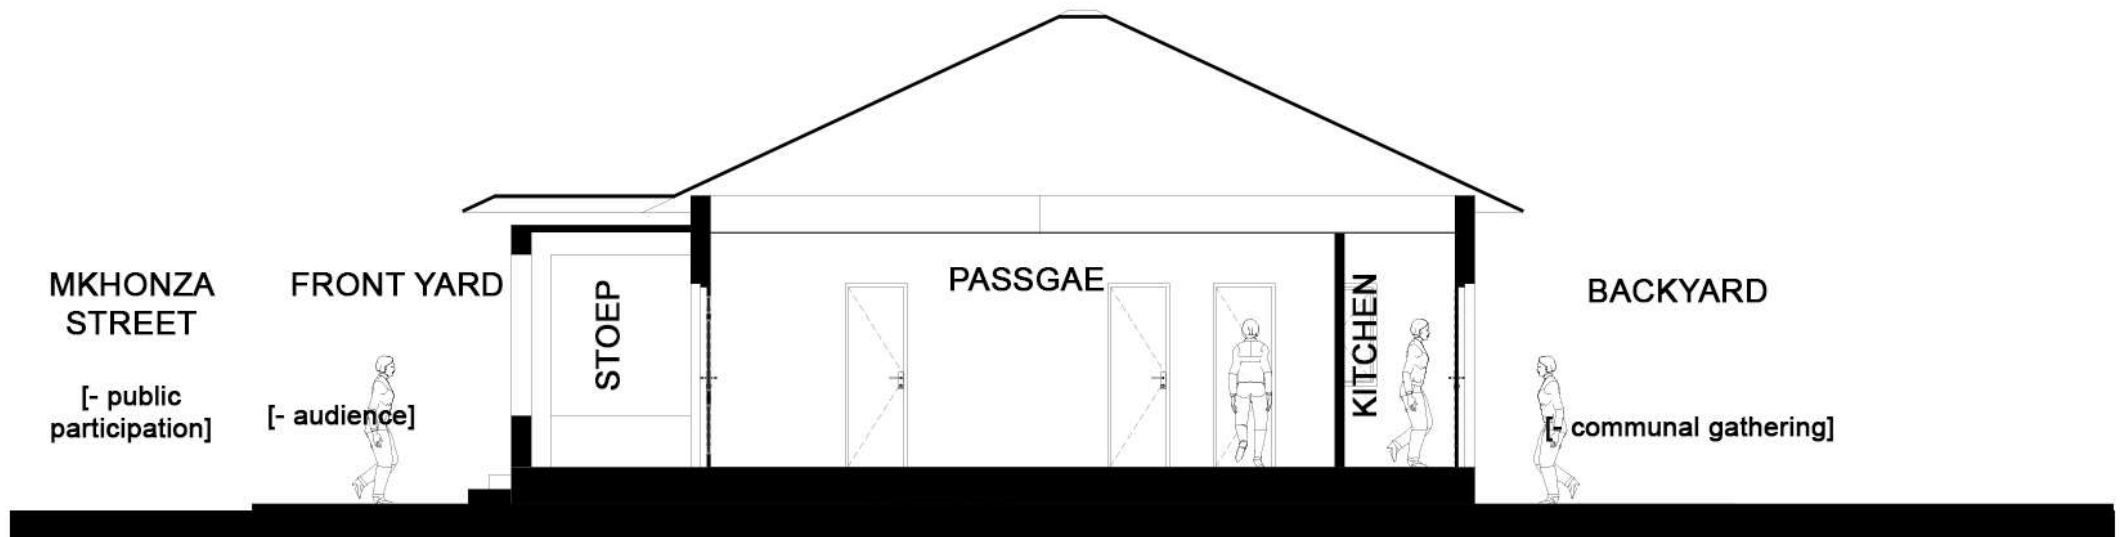 MKHONZA
STREET
[- public
participation]
FRONT YARD
[- audience]
STOEP
PASSGAE
KITCHEN
BACKYARD
[- communal gathering]